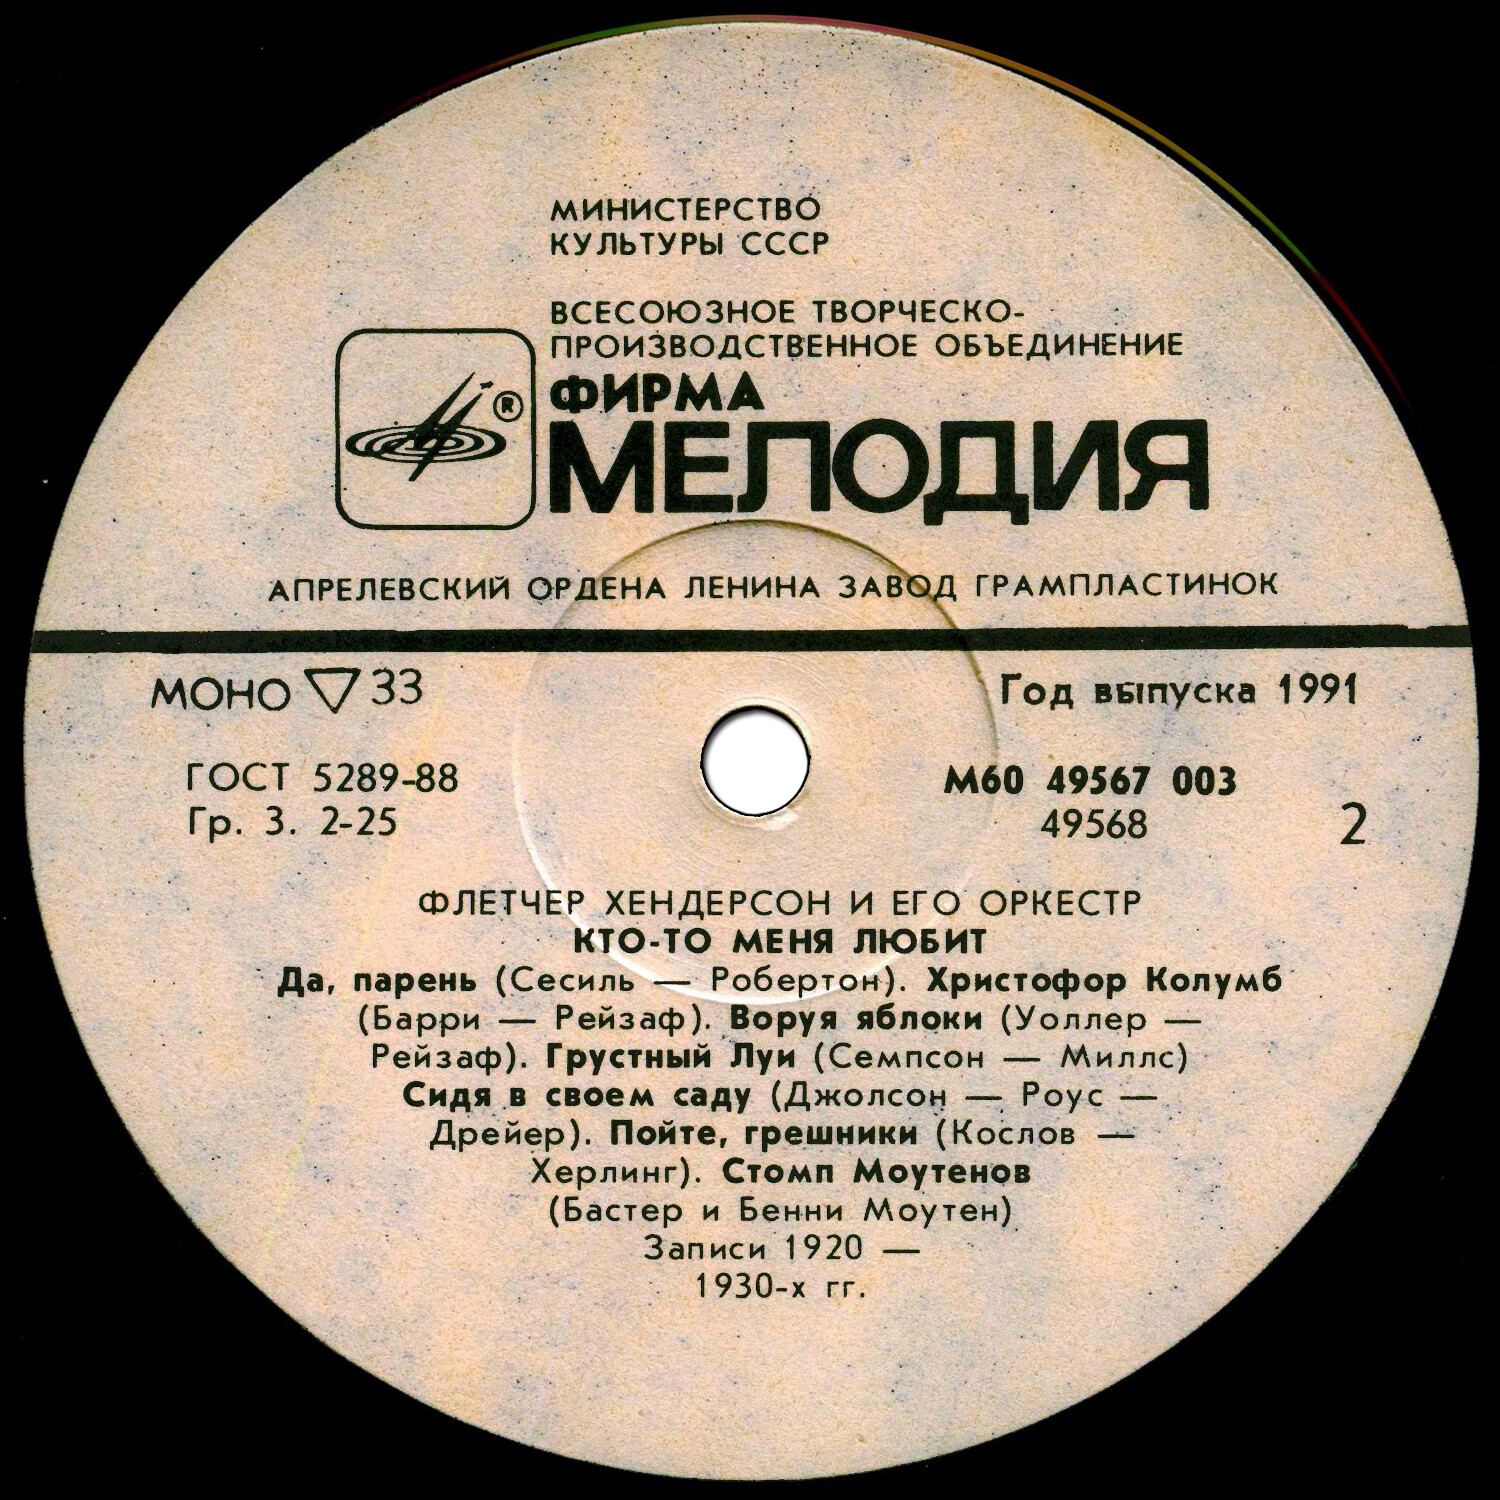 МИНИСТЕРСТВО
КУЛЬТУРЫ СССР
ВСЕСОЮЗНОЕ ТВОРЧЕСКО-
ПРОИЗВОДСТВЕННОЕ ОБЪЕДИНЕНИЕ
ФИРМА
®
МЕЛОДИЯ
АПРЕЛЕВСКИЙ ОРДЕНА ЛЕНИНА ЗАВОД ГРАМПЛАСТИНОК
МОНО ▽ 33
Год выпуска 1991
ГОСТ 5289-88
Гр. 3. 2-25
М60 49567 003
49568
2
ФЛЕТЧЕР ХЕНДЕРСОН И ЕГО ОРКЕСТР
КТО-ТО МЕНЯ ЛЮБИТ
Да, парень (Сесиль — Робертон). Христофор Колумб
(Барри — Рейзаф). Воруя яблоки (Уоллер —
Рейзаф). Грустный Луи (Семпсон — Миллс)
Сидя в своем саду (Джолсон — Роус —
Дрейер). Пойте, грешники (Кослов —
Херлинг). Стомп Моутенов
(Бастер и Бенни Моутен)
Записи 1920 —
1930-х гг.